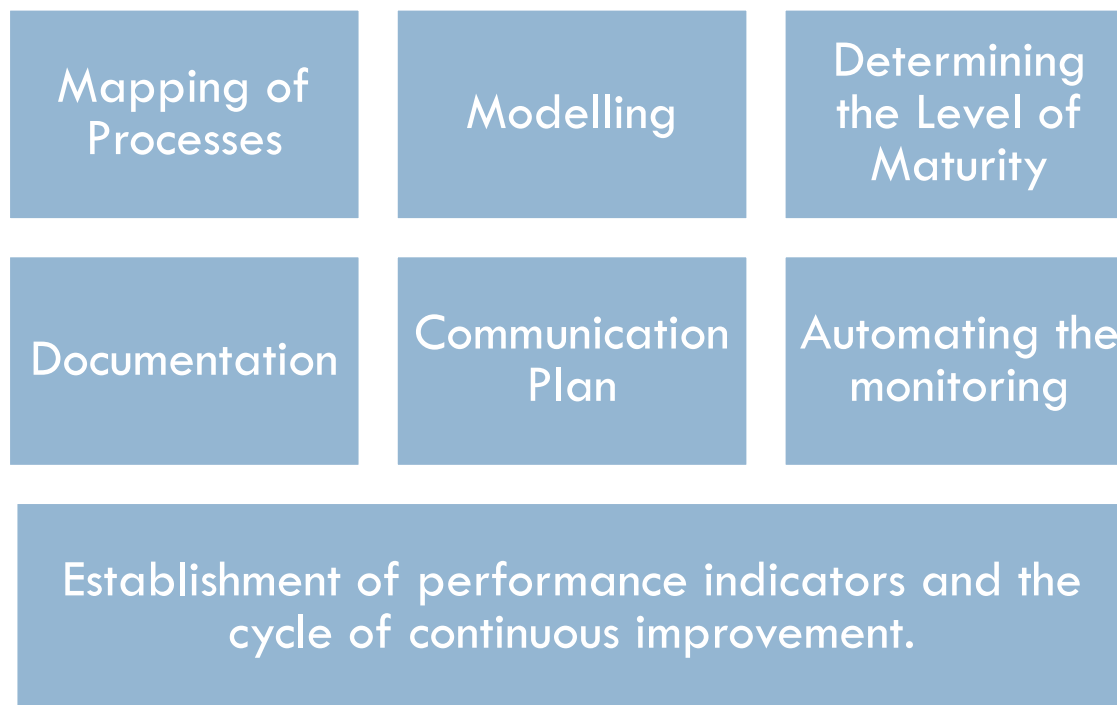 Mapping of
Processes
Modelling
Determining
the Level of
Maturity
Documentation
Communication
Plan
Automating the
monitoring
Establishment of performance indicators and the
cycle of continuous improvement.